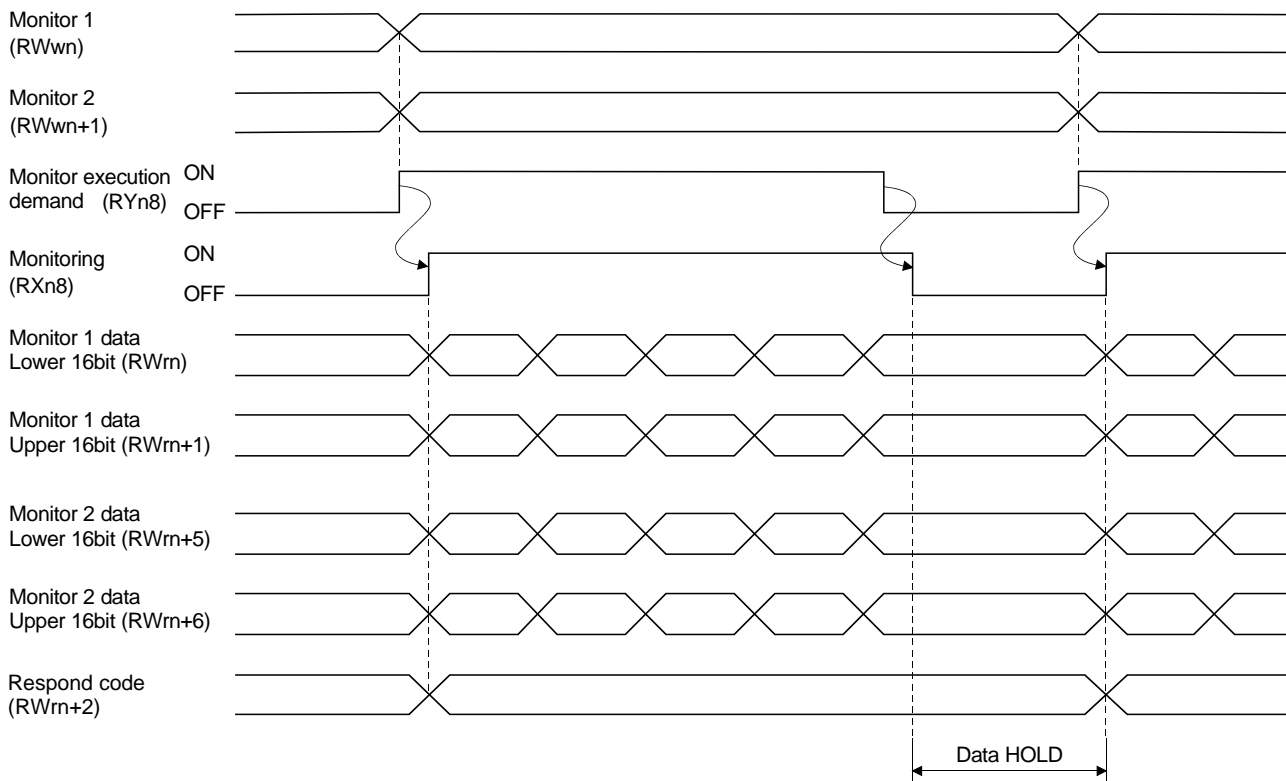 Monitor 1
(RWwn)
Monitor 2
(RWwn+1)
Monitor execution ON
demand (RYn8) OFF
Monitoring ON
(RXn8)
OFF
Monitor 1 data
Lower 16bit (RWrn)
Monitor 1 data
Upper 16bit (RWrn+1)
Monitor 2 data
Lower 16bit (RWrn+5)
Monitor 2 data
Upper 16bit (RWrn+6)
Respond code
(RWrn+2)
Data HOLD